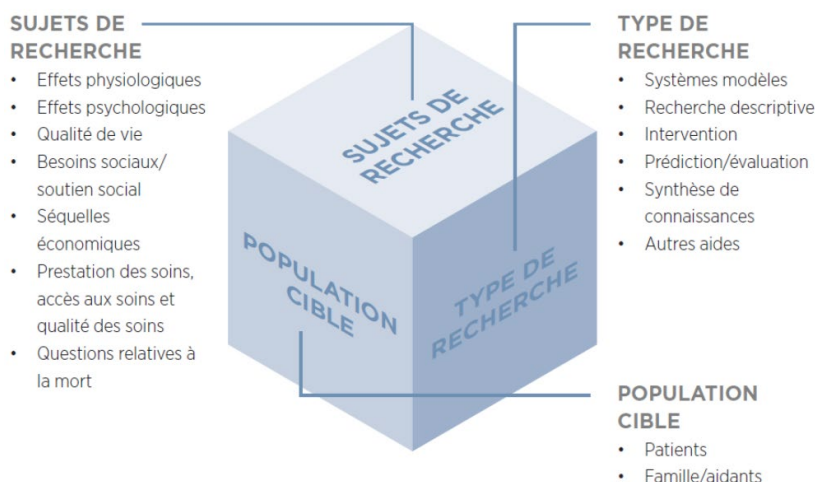 SUJETS DE
RECHERCHE
• Effets physiologiques
• Effets psychologiques
• Qualité de vie
• Besoins sociaux/
soutien social
• Séquelles
économiques
• Prestation des soins,
accès aux soins et
qualité des soins
• Questions relatives à
la mort
SUJETS DE
RECHERCHE
POPULATION
CIBLE
TYPE DE
RECHERCHE
TYPE DE
RECHERCHE
• Systèmes modèles
• Recherche descriptive
• Intervention
• Prédiction/évaluation
• Synthèse de
connaissances
• Autres aides
POPULATION
CIBLE
• Patients
• Famille/aidants